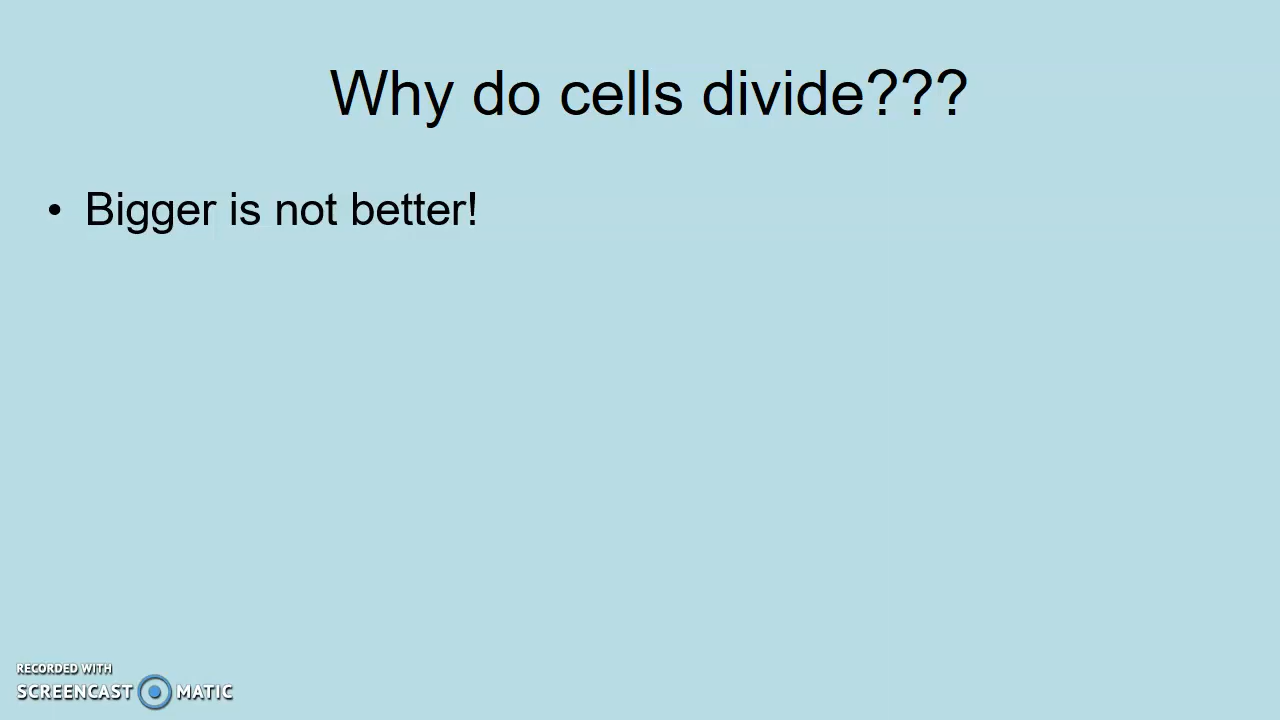 Why do cells divide???
• Bigger is not better!
RECORDED WITH
SCREENCAST MATIC